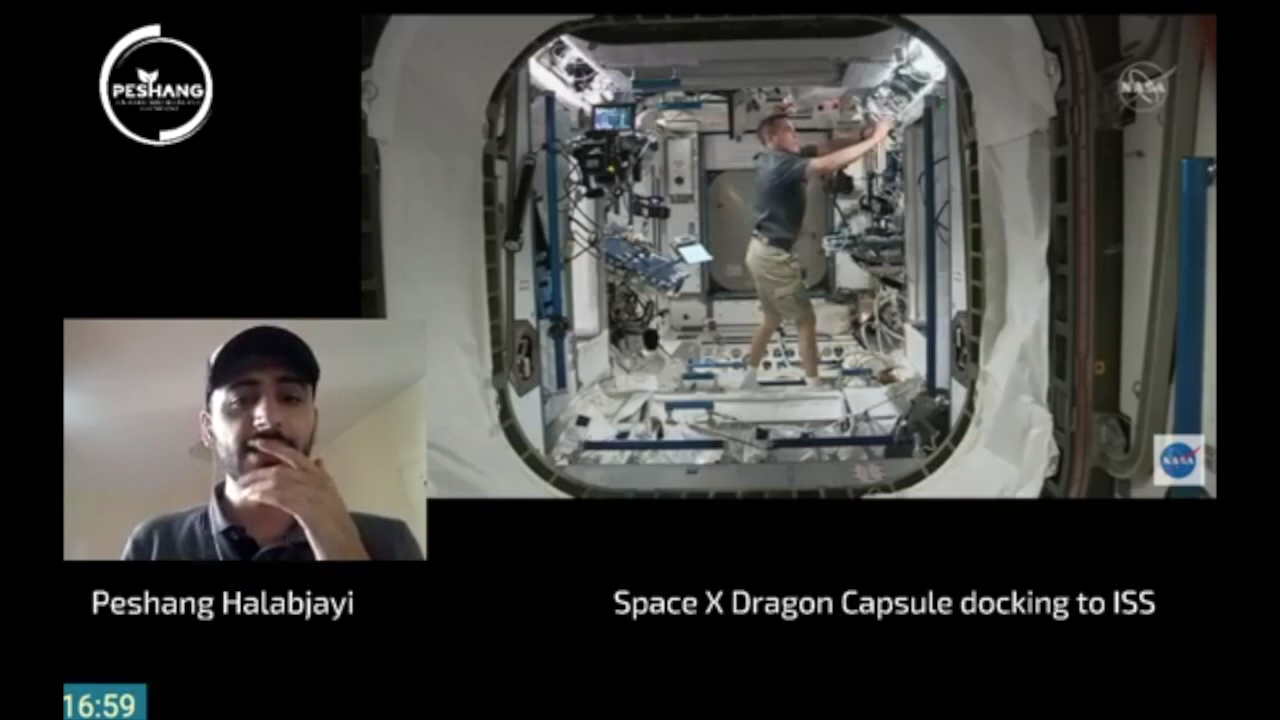 PESHANG
NASA
NASA
Peshang Halabjayi
Space X Dragon Capsule docking to ISS
16:59